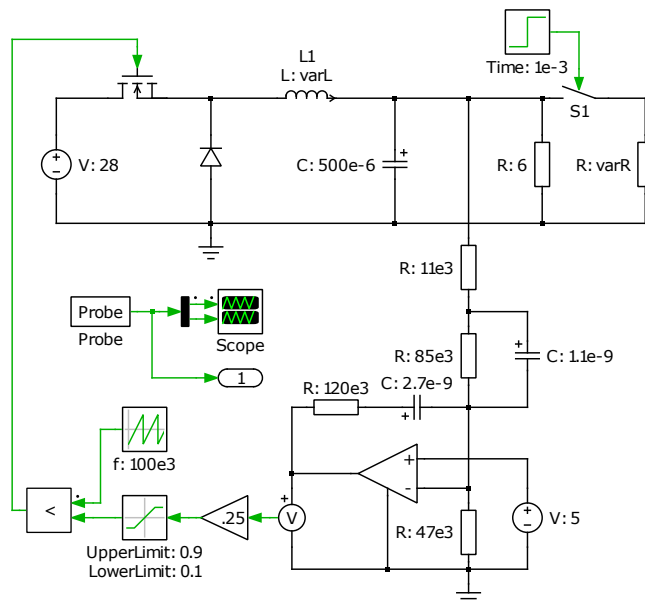 L1
L: varL
Time: 1e-3
S1
V: 28
C: 500e-6
R: 6
R: varR
R: 11e3
Probe
Probe
Scope
1
R: 85e3
C: 1.1e-9
R: 120e3
C: 2.7e-9
f: 100e3
<
.25
V
+
-
V: 5
R: 47e3
UpperLimit: 0.9
LowerLimit: 0.1